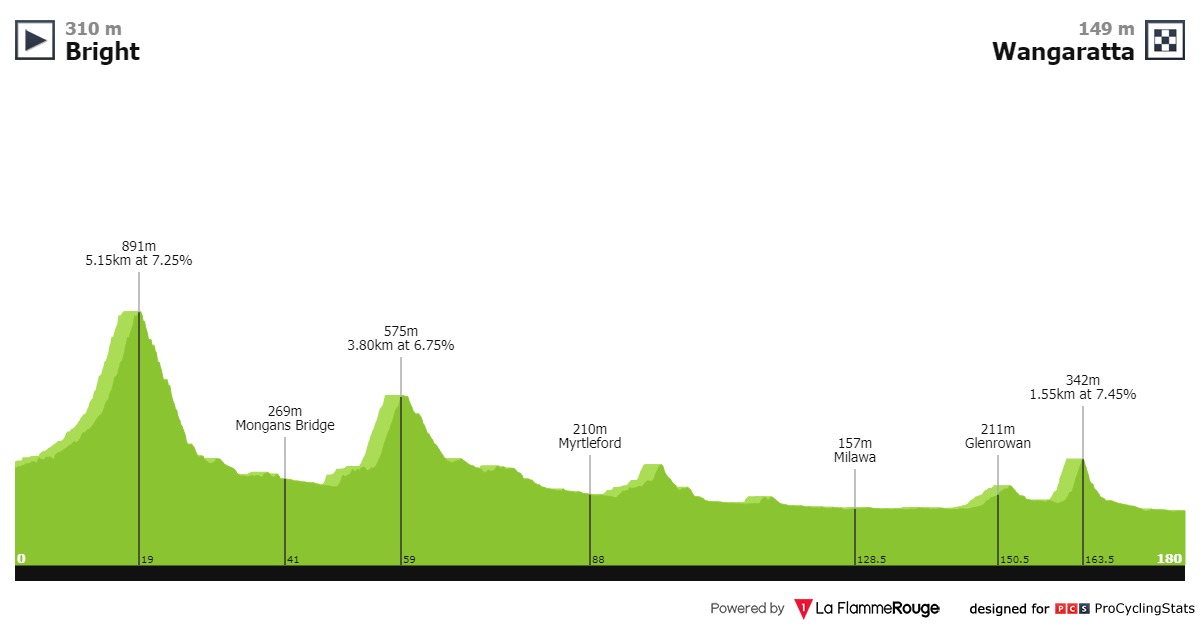 310 m
Bright
149 m
Wangaratta
891m
5.15km at 7.25%
575m
3.80km at 6.75%
342m
1.55km at 7.45%
269m
Mongans Bridge
210m
Myrtleford
211m
Glenrowan
157m
Milawa
0
19
41
59
88
128.5
150.5
163.5
180
Powered by 1 La FlammeRouge designed for PCS ProCyclingStats